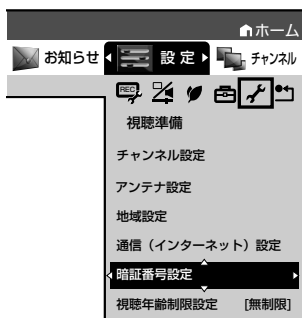 ホーム
お知らせ 設定 チャンネル
REC
視聴準備
チャンネル設定
アンテナ設定
地域設定
通信（インターネット）設定
暗証番号設定
視聴年齢制限設定 [無制限]